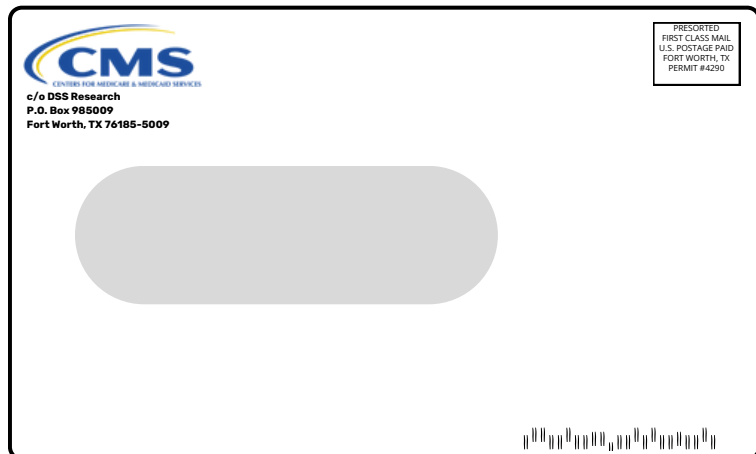 CMS
CENTERS FOR MEDICARE & MEDICAID SERVICES
c/o DSS Research
P.O. Box 985009
Fort Worth, TX 76185-5009
PRESORTED
FIRST CLASS MAIL
U.S. POSTAGE PAID
FORT WORTH, TX
PERMIT #4290